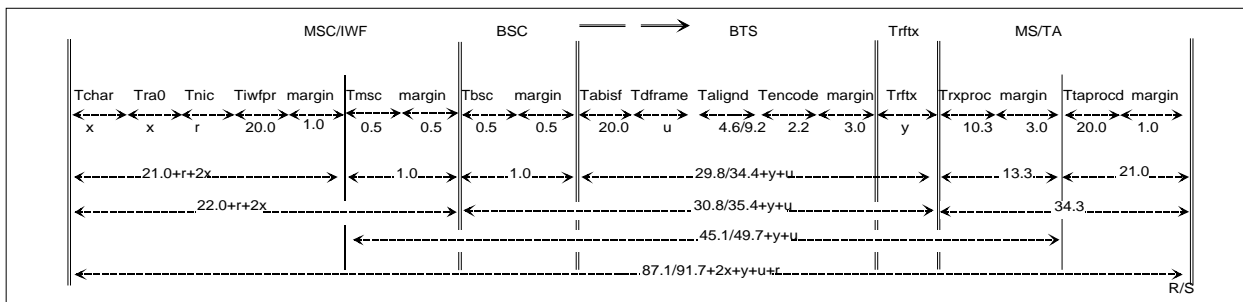 MSC/IWF BSC BTS Trftx MS/TA
Tchar Tra0 Tnic Tiwfpr margin Tmsc margin Tbsc margin Tabisf Tdframe Talignd Tencode margin Trftx Trxproc margin Ttaprocd margin
x x r 20.0 1.0 0.5 0.5 0.5 0.5 20.0 u 4.6/9.2 2.2 3.0 y 10.3 3.0 20.0 1.0
21.0+r+2x 1.0 1.0 29.8/34.4+y+u 13.3 21.0
22.0+r+2x 30.8/35.4+y+u 34.3
45.1/49.7+y+u
87.1/91.7+2x+y+u+r
R/S